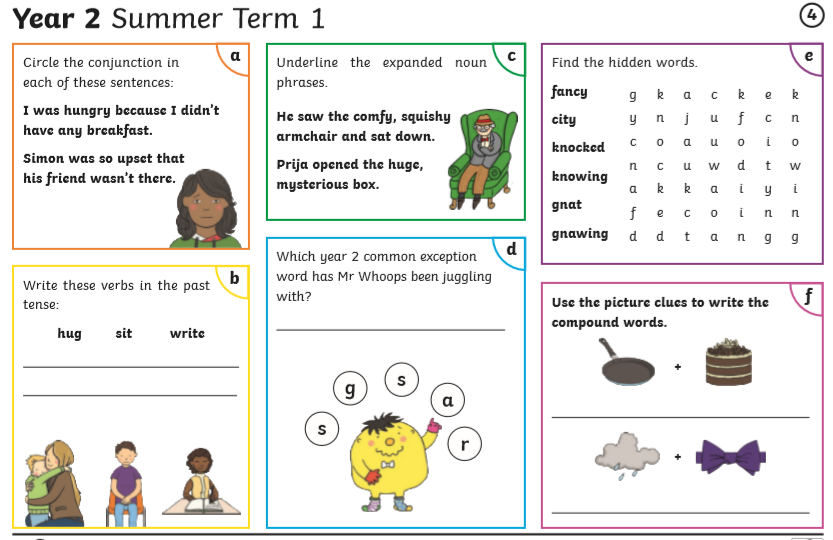 Year 2 Summer Term 1
4
a
Circle the conjunction in
each of these sentences:
I was hungry because I didn't
have any breakfast.
Simon was so upset that
his friend wasn't there.
b
Write these verbs in the past
tense:
hug sit write
c
Underline the expanded noun
phrases.
He saw the comfy, squishy
armchair and sat down.
Prija opened the huge,
mysterious box.
d
Which year 2 common exception
word has Mr Whoops been juggling
with?
s g s a r
e
Find the hidden words.
fancy
city
knocked
knowing
gnat
gnawing
g k a c k e k
y n j u f c n
c o a u o i o
n c u w d t w
a k k a i y i
f e c o i n n
d d t a n g g
f
Use the picture clues to write the
compound words.
+
+